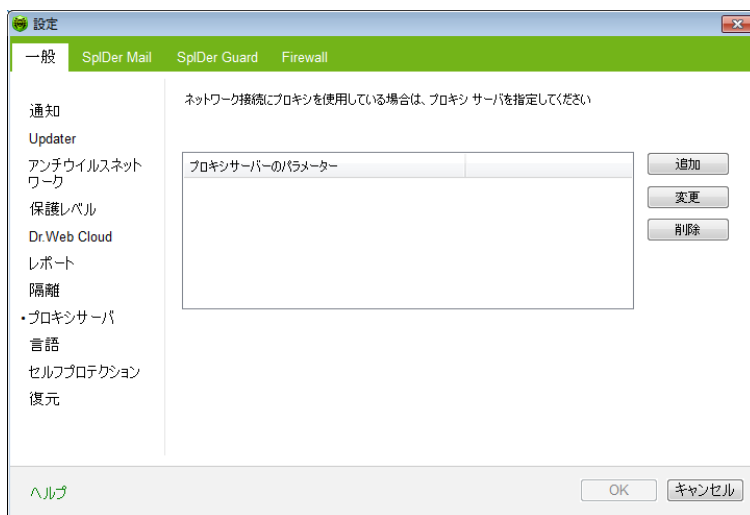 設定
一般 SpIDer Mail SpIDer Guard Firewall
通知
Updater
アンチウイルスネット
ワーク
保護レベル
Dr.Web Cloud
レポート
隔離
・プロキシサーバ
言語
セルフプロテクション
復元
ネットワーク接続にプロキシを使用している場合は、プロキシ サーバを指定してください
プロキシサーバーのパラメーター
追加
変更
削除
ヘルプ
OK キャンセル